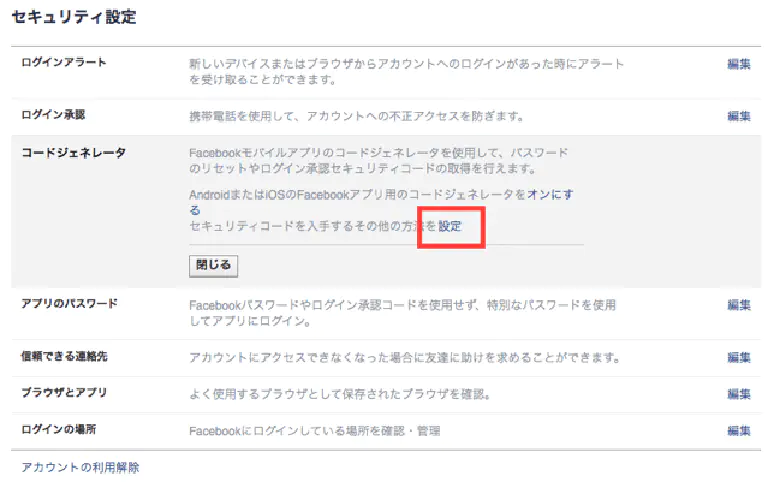 セキュリティ設定
ログインアラート
新しいデバイスまたはブラウザからアカウントへのログインがあった時にアラート
を受け取ることができます。
編集
ログイン承認
携帯電話を使用して、アカウントへの不正アクセスを防ぎます。
編集
コードジェネレータ
Facebookモバイルアプリのコードジェネレータを使用して、パスワード
のリセットやログイン承認セキュリティコードの取得を行えます。
AndroidまたはiOSのFacebookアプリ用のコードジェネレータをオンにす
る
セキュリティコードを入手するその他の方法を設定
閉じる
アプリのパスワード
Facebookパスワードやログイン承認コードを使用せず、特別なパスワードを使用
してアプリにログイン。
編集
信頼できる連絡先
アカウントにアクセスできなくなった場合に友達に助けを求めることができます。
編集
ブラウザとアプリ
よく使用するブラウザとして保存されたブラウザを確認。
編集
ログインの場所
Facebookにログインしている場所を確認・管理
編集
アカウントの利用解除